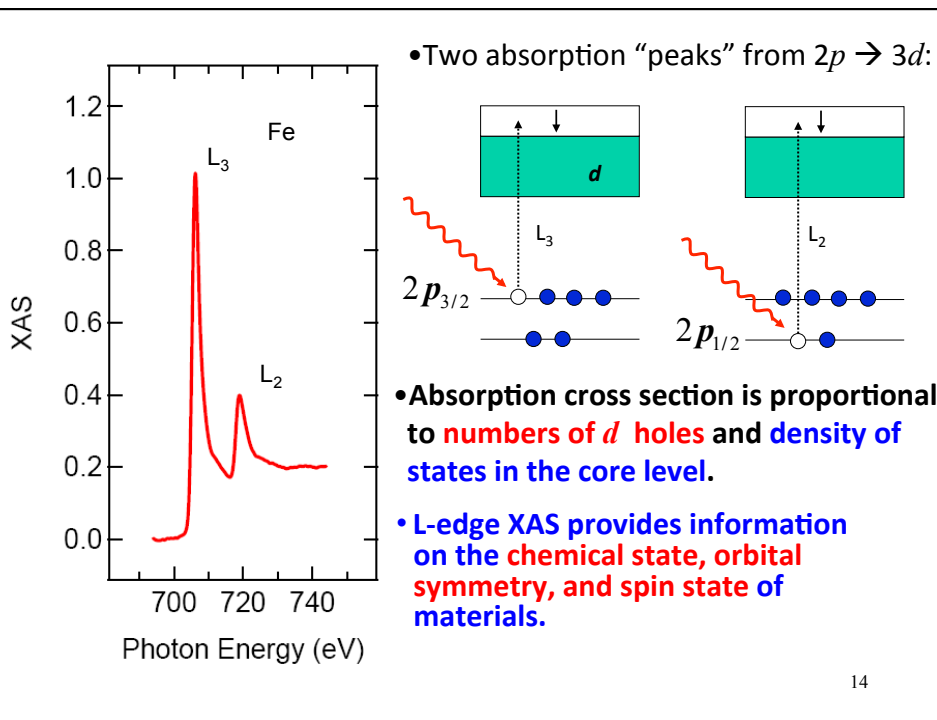 •Two absorption “peaks” from 2p → 3d:
1.2
1.0
0.8
0.6
0.4
0.2
0.0
XAS
Fe
L3
L2
700 720 740
Photon Energy (eV)
d
L3
2p3/2
L2
2p1/2
•Absorption cross section is proportional
to numbers of d holes and density of
states in the core level.
• L-edge XAS provides information
on the chemical state, orbital
symmetry, and spin state of
materials.
14